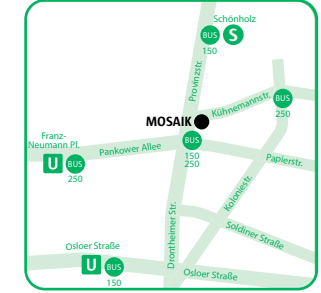 Schönholz
BUS
S
150
Provinzstr.
Kühnemannstr.
BUS
250
MOSAIK
BUS
150
250
Franz-
Neumann Pl.
U
BUS
250
Pankower Allee
Papierstr.
Koloniestr.
Drontheimer Str.
Soldiner Straße
Osloer Straße
U
BUS
150
Osloer Straße